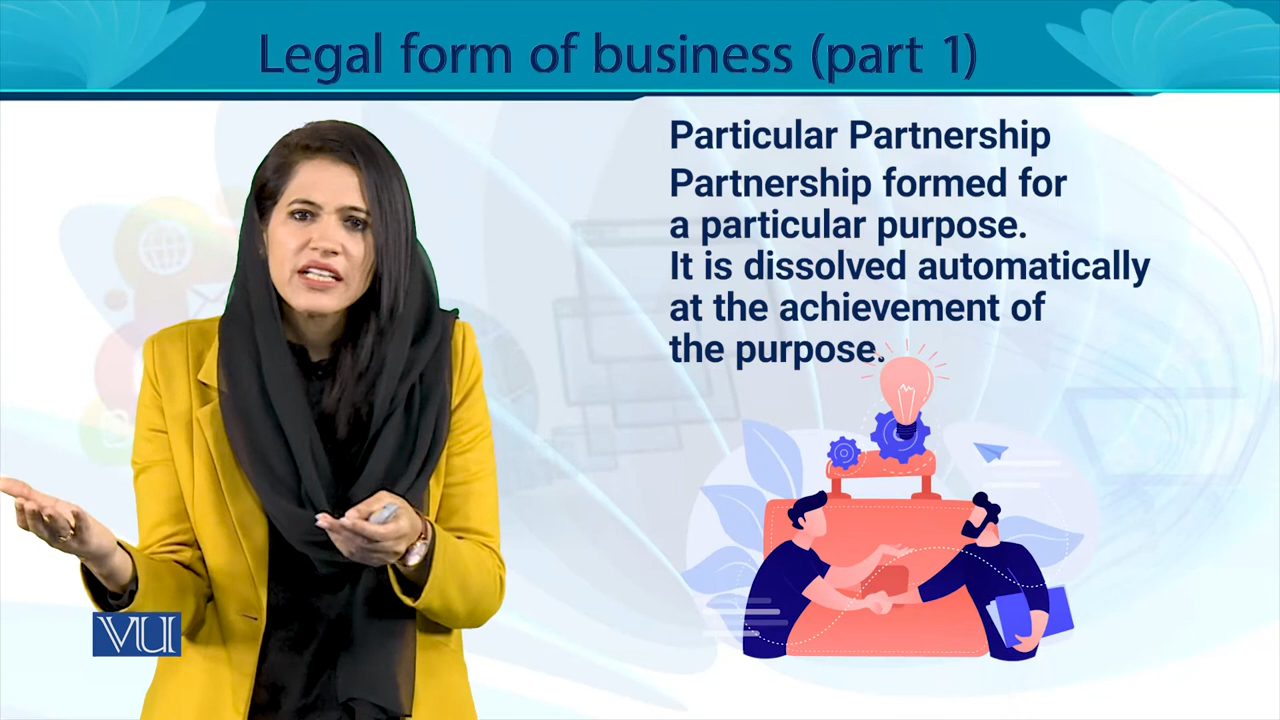 Legal form of business (part 1)
Particular Partnership
Partnership formed for
a particular purpose.
It is dissolved automatically
at the achievement of
the purpose.
VU